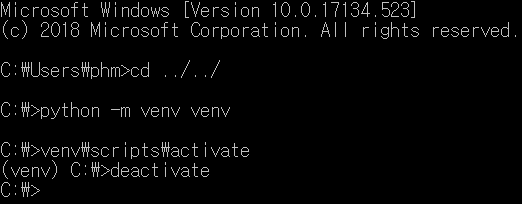 Microsoft Windows [Version 10.0.17134.523]
(c) 2018 Microsoft Corporation. All rights reserved.
C:₩Users₩phm>cd ../../
C:₩>python -m venv venv
C:₩>venv₩scripts₩activate
(venv) C:₩>deactivate
C:₩>